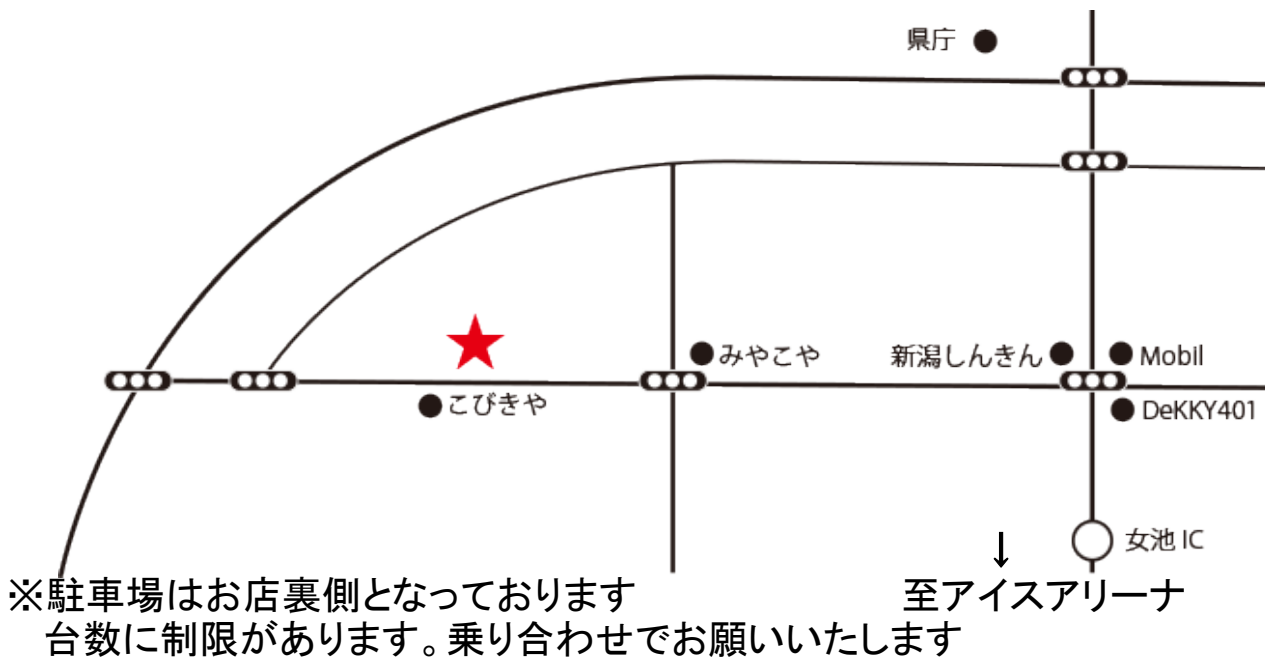 県庁
みやこや
新潟しんきん
Mobil
こびきや
DeKKY401
女池 IC
↓
至アイスアリーナ
※駐車場はお店裏側となっております
台数に制限があります。乗り合わせでお願いいたします